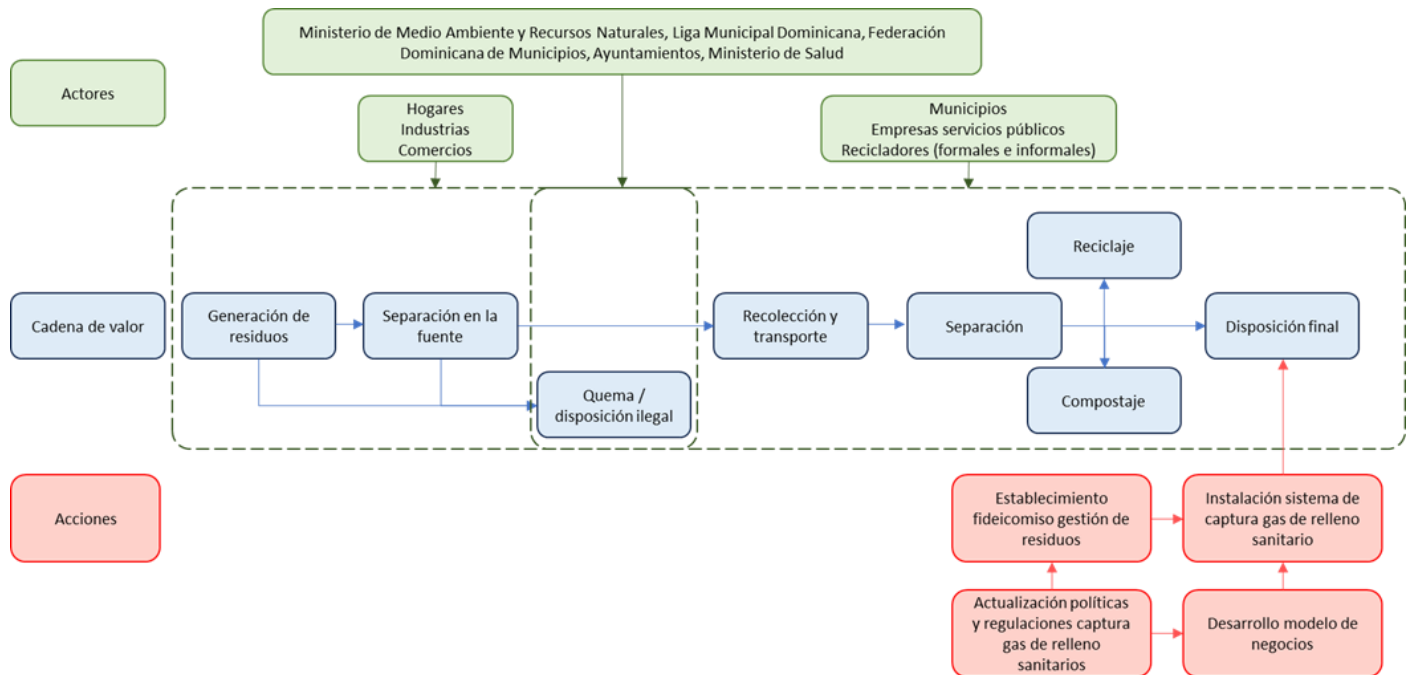 Ministerio de Medio Ambiente y Recursos Naturales, Liga Municipal Dominicana, Federación
Dominicana de Municipios, Ayuntamientos, Ministerio de Salud
Actores
Hogares
Industrias
Comercios
Municipios
Empresas servicios públicos
Recicladores (formales e informales)
Cadena de valor
Generación de
residuos
Separación en la
fuente
Quema /
disposición ilegal
Recolección y
transporte
Separación
Reciclaje
Compostaje
Disposición final
Acciones
Establecimiento
fideicomiso gestión de
residuos
Instalación sistema de
captura gas de relleno
sanitario
Actualización políticas
y regulaciones captura
gas de relleno
sanitarios
Desarrollo modelo de
negocios